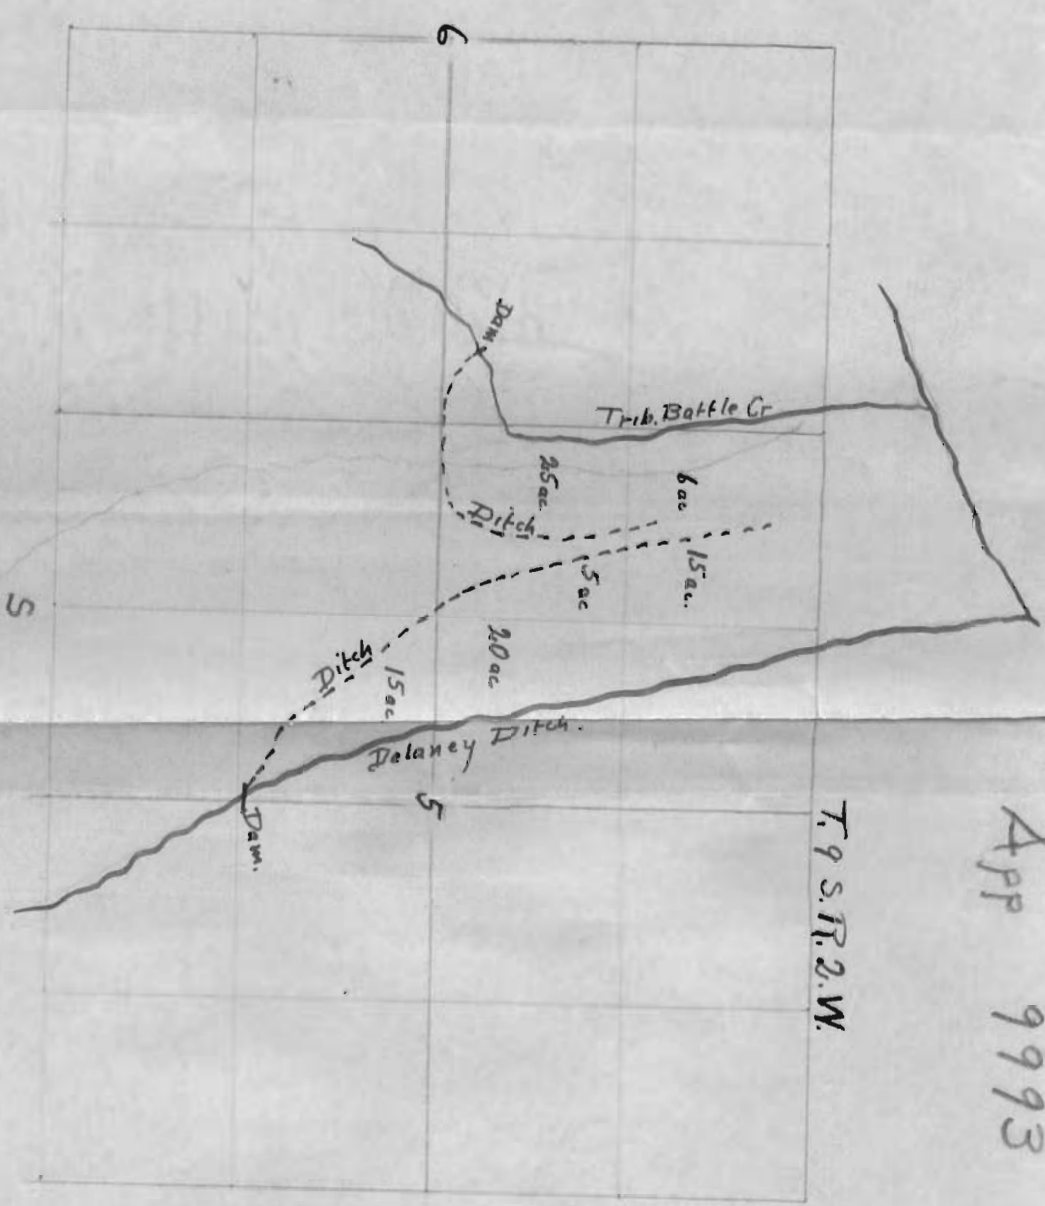 App 9993
T. 9 S. R. 2. W.
6
Dam
Trib. Battle Cr
25 ac.
6 ac.
Ditch
15 ac.
5 ac
20 ac.
Ditch
15 ac
Delaney Ditch.
5
Dam.
S